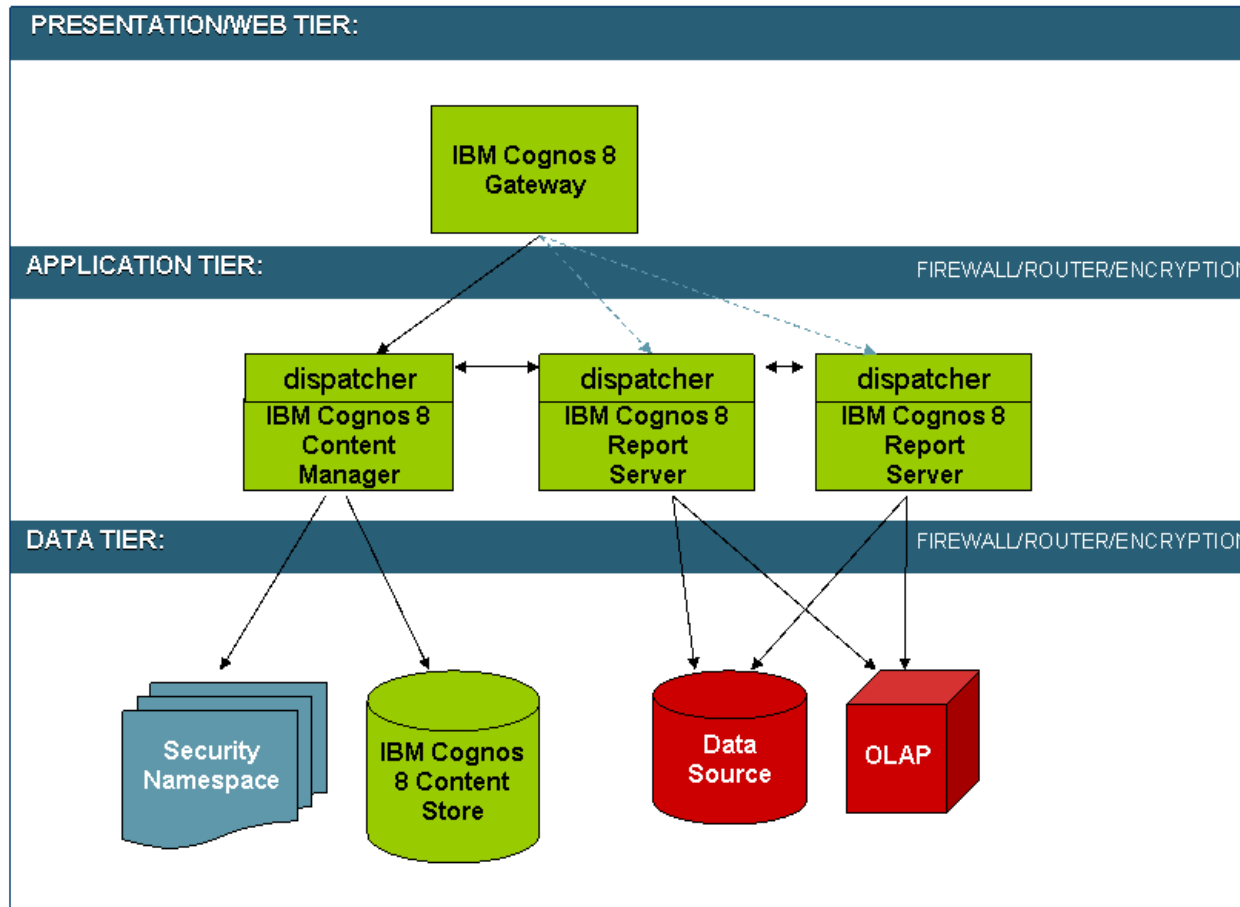 PRESENTATION/WEB TIER:
IBM Cognos 8
Gateway
APPLICATION TIER:
FIREWALL/ROUTER/ENCRYPTION
dispatcher
IBM Cognos 8
Content
Manager
dispatcher
IBM Cognos 8
Report
Server
dispatcher
IBM Cognos 8
Report
Server
DATA TIER:
FIREWALL/ROUTER/ENCRYPTION
Security
Namespace
IBM Cognos
8 Content
Store
Data
Source
OLAP